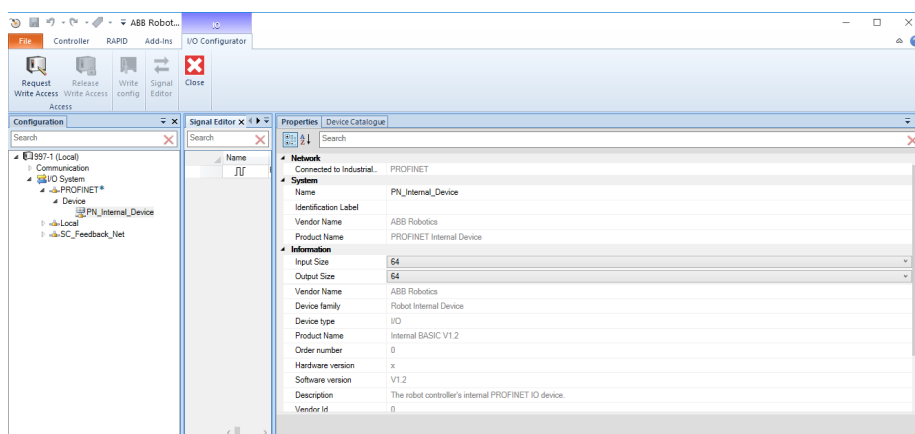 ABB Robot...
IO
File Controller RAPID Add-Ins I/O Configurator
Request Write Access
Release Write Access
Write config
Signal Editor
Close
Access
Configuration
Search
997-1 (Local)
Communication
I/O System
PROFINET*
Device
PN_Internal_Device
Local
SC_Feedback_Net
Signal Editor
Search
Name
Properties Device Catalogue
Search
Network
Connected to Industrial.. PROFINET
System
Name PN_Internal_Device
Identification Label
Vendor Name ABB Robotics
Product Name PROFINET Internal Device
Information
Input Size 64
Output Size 64
Vendor Name ABB Robotics
Device family Robot Internal Device
Device type I/O
Product Name Internal BASIC V1.2
Order number 0
Hardware version x
Software version V1.2
Description The robot controller's internal PROFINET IO device.
Vendor Id 0